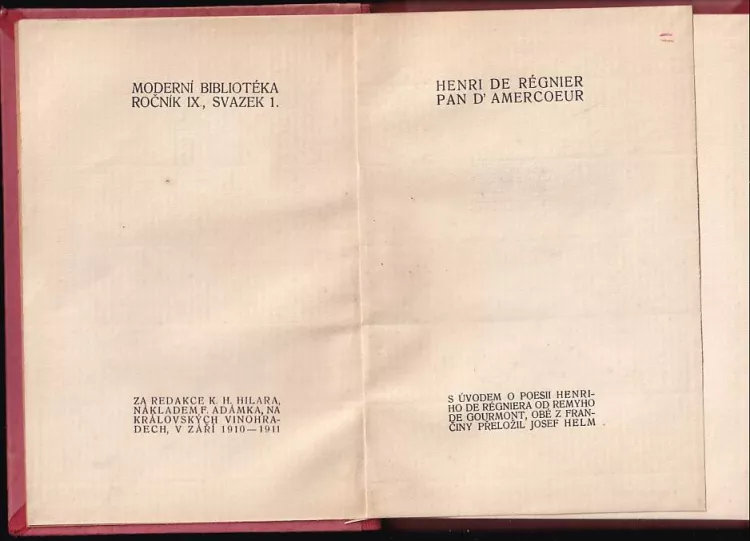 MODERNÍ BIBLIOTÉKA
ROČNÍK IX., SVAZEK 1.
ZA REDAKCE K. H. HILARA,
NÁKLADEM F. ADÁMKA, NA
KRÁLOVSKÝCH VINOHRA-
DECH, V ZÁŘÍ 1910—1911
HENRI DE RÉGNIER
PAN D' AMERCOEUR
S ÚVODEM O POESII HENRI-
HO DE RÉGNIERA OD REMYHO
DE GOURMONT, OBĚ Z FRAN-
ČINY PŘELOŽIL JOSEF HELM .